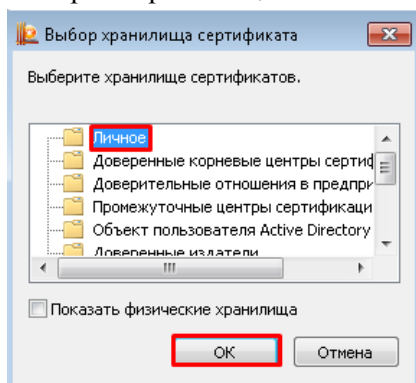 Выбор хранилища сертификата
Выберите хранилище сертификатов.
Личное
Доверенные корневые центры сертиф
Доверительные отношения в предпри
Промежуточные центры сертификаци
Объект пользователя Active Directory
Доверенные издатели
Показать физические хранилища
ОК
Отмена